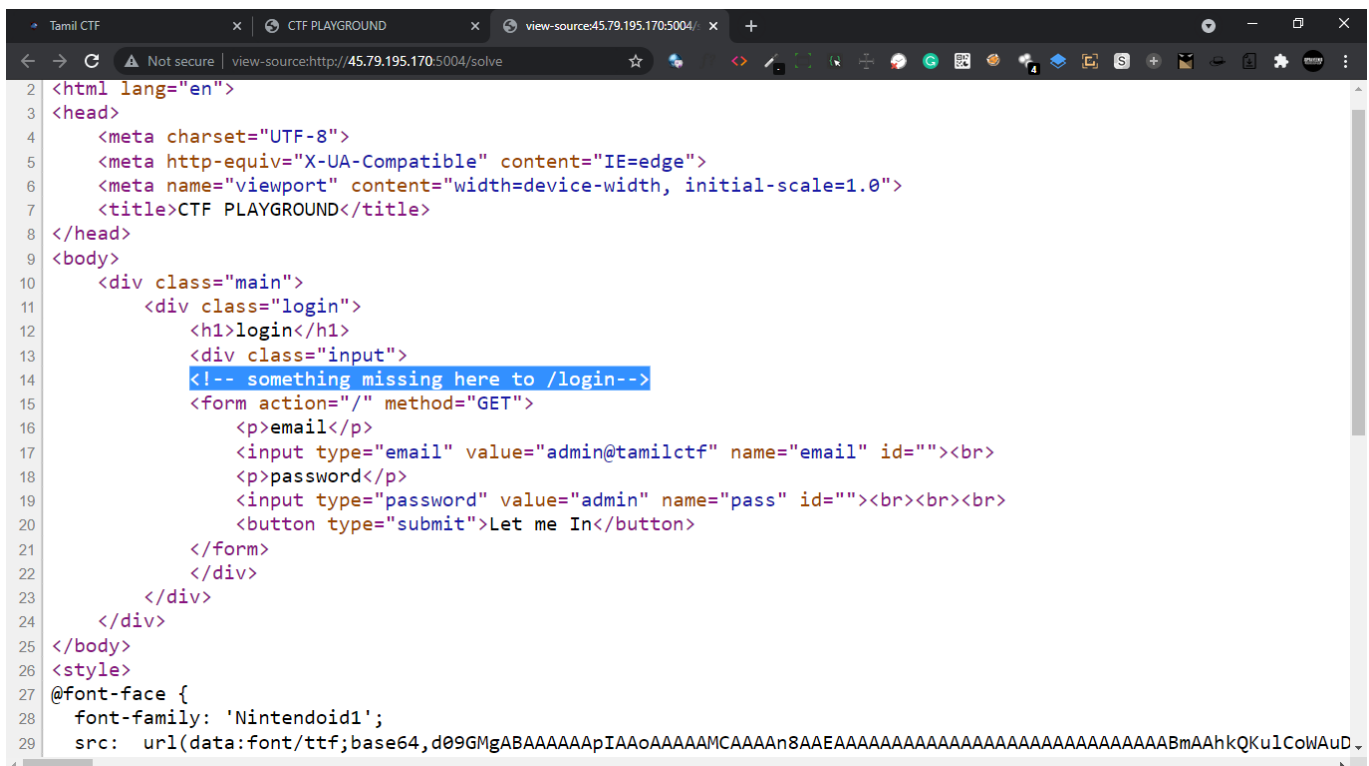 Tamil CTF
CTF PLAYGROUND
view-source:45.79.195.170:5004/s
Not secure | view-source:http://45.79.195.170:5004/solve
2 <html lang="en">
3 <head>
4 <meta charset="UTF-8">
5 <meta http-equiv="X-UA-Compatible" content="IE=edge">
6 <meta name="viewport" content="width=device-width, initial-scale=1.0">
7 <title>CTF PLAYGROUND</title>
8 </head>
9 <body>
10 <div class="main">
11 <div class="login">
12 <h1>login</h1>
13 <div class="input">
14 <!-- something missing here to /login-->
15 <form action="/" method="GET">
16 <p>email</p>
17 <input type="email" value="admin@tamilctf" name="email" id=""><br>
18 <p>password</p>
19 <input type="password" value="admin" name="pass" id=""><br><br><br>
20 <button type="submit">Let me In</button>
21 </form>
22 </div>
23 </div>
24 </div>
25 </body>
26 <style>
27 @font-face {
28 font-family: 'Nintendoid1';
29 src: url(data:font/ttf;base64,